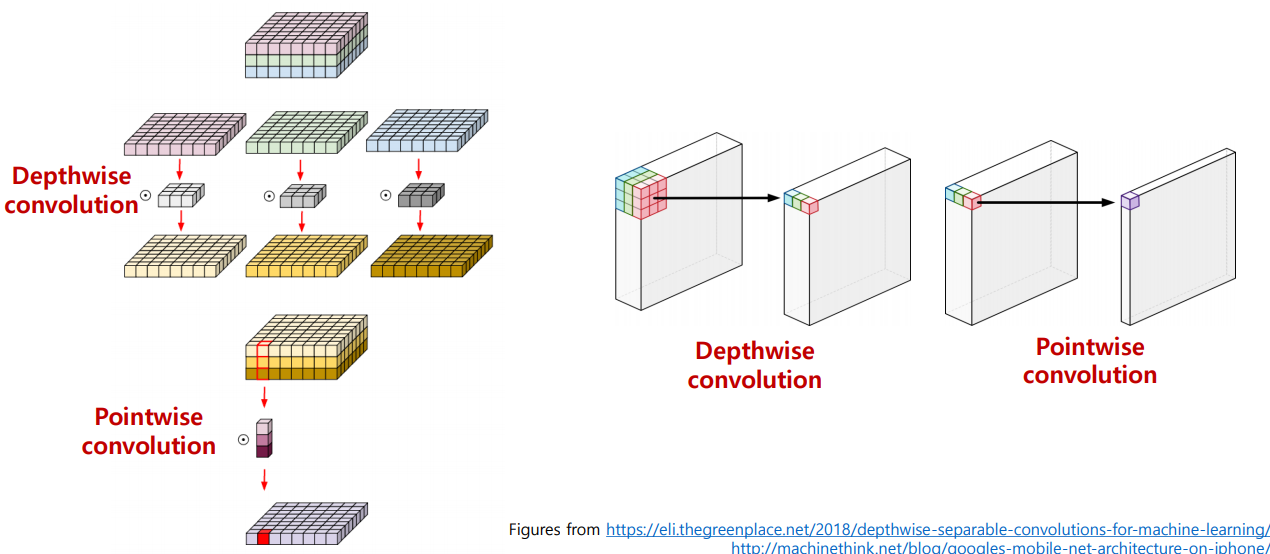 Depthwise
convolution
Pointwise
convolution
Depthwise
convolution
Pointwise
convolution
Figures from https://eli.thegreenplace.net/2018/depthwise-separable-convolutions-for-machine-learning/
http://machinethink.net/blog/googles-mobile-net-architecture-on-iphone/